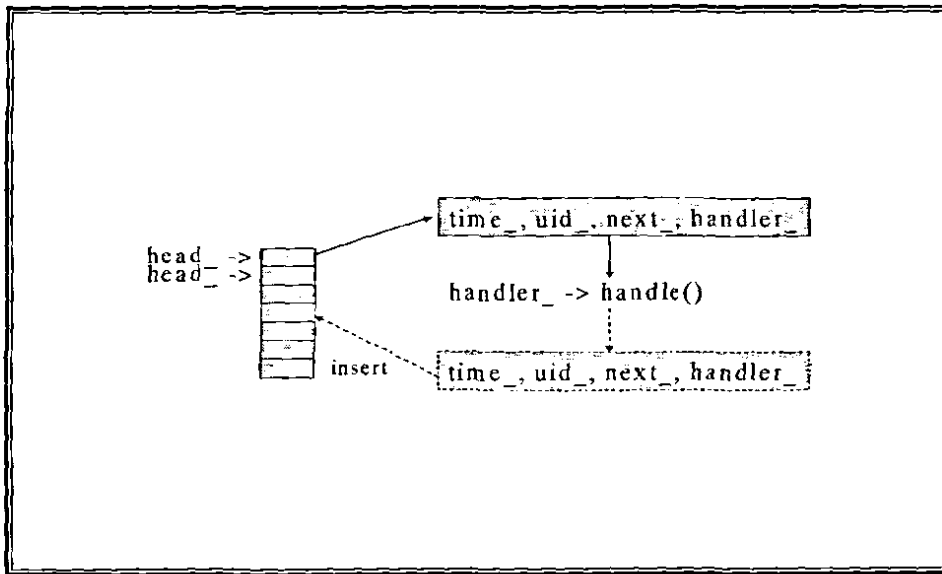 time_, uid_, next_, handler_
head_ ->
head_ ->
handler_ -> handle()
insert
time_, uid_, next_, handler_